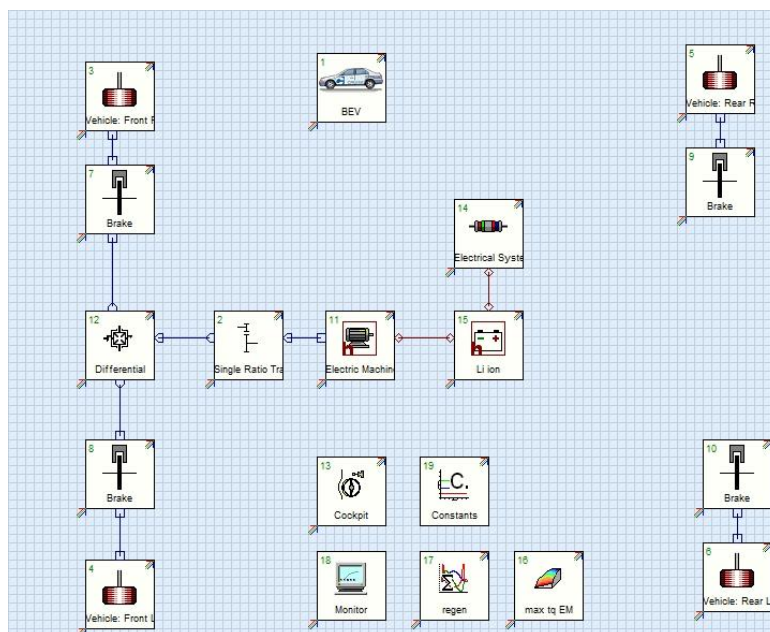 3
Vehicle: Front
1
BEV
5
Vehicle: Rear R
7
Brake
9
Brake
14
Electrical Syste
12
Differential
2
Single Ratio Tra
11
Electric Machin
15
Li ion
8
Brake
13
Cockpit
19
C.
Constants
10
Brake
4
Vehicle: Front L
18
Monitor
17
regen
16
max tq EM
6
Vehicle: Rear L